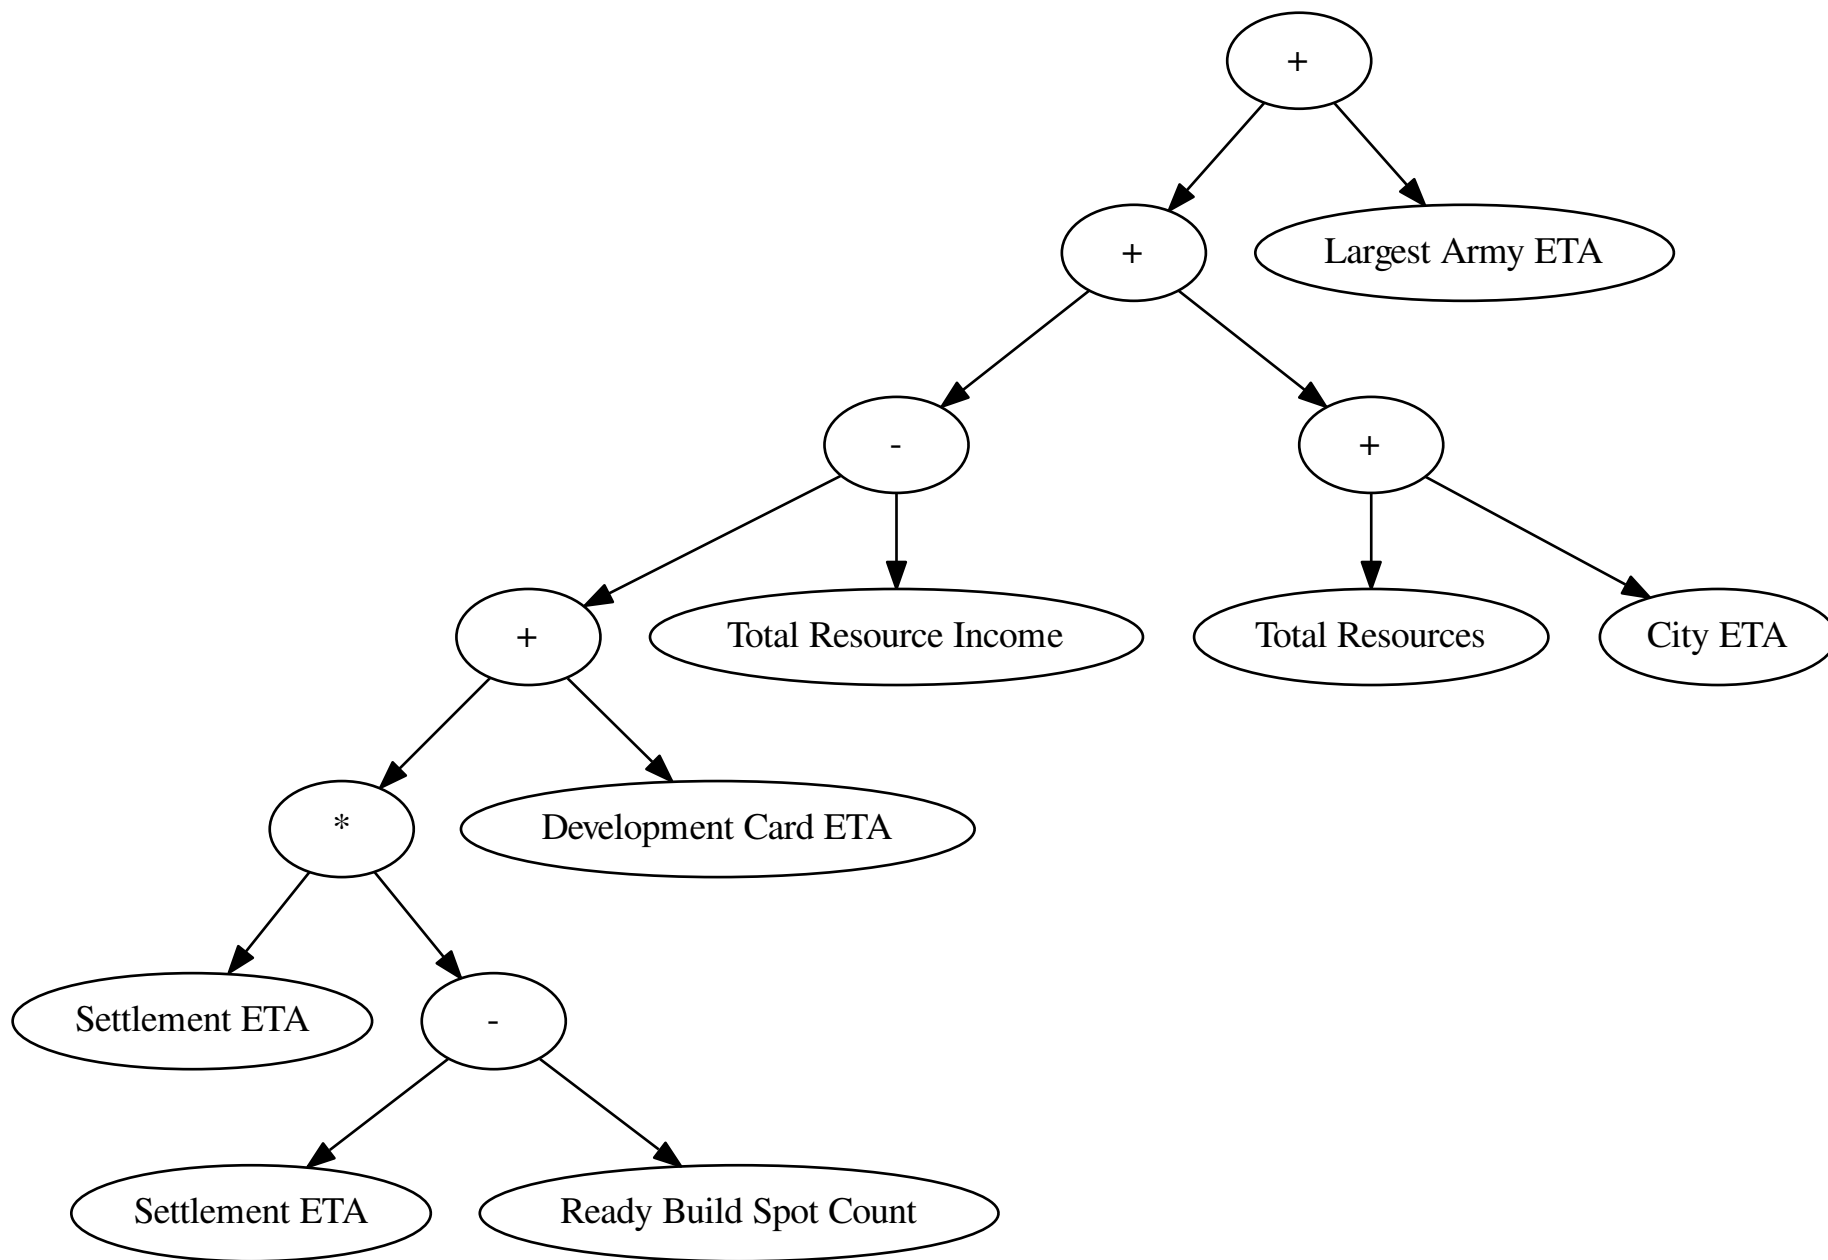 +
+
Largest Army ETA
-
+
+
Total Resource Income
Total Resources
City ETA
*
Development Card ETA
Settlement ETA
-
Settlement ETA
Ready Build Spot Count